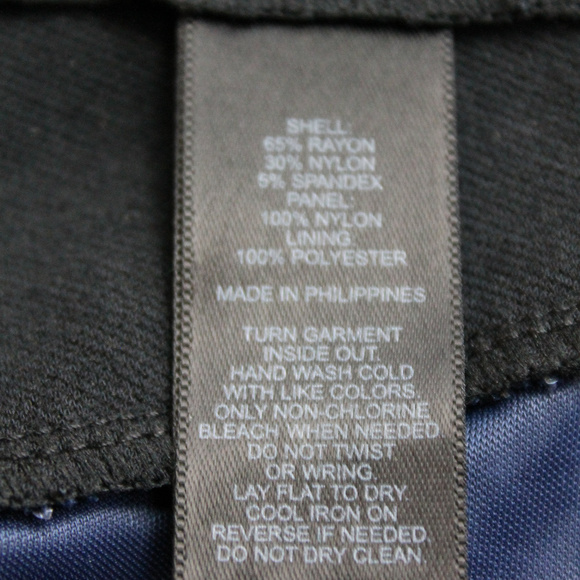 SHELL:
65% RAYON
30% NYLON
5% SPANDEX
PANEL:
100% NYLON
LINING:
100% POLYESTER
MADE IN PHILIPPINES
TURN GARMENT
INSIDE OUT.
HAND WASH COLD
WITH LIKE COLORS.
ONLY NON-CHLORINE
BLEACH WHEN NEEDED.
DO NOT TWIST
OR WRING.
LAY FLAT TO DRY.
COOL IRON ON
REVERSE IF NEEDED.
DO NOT DRY CLEAN.